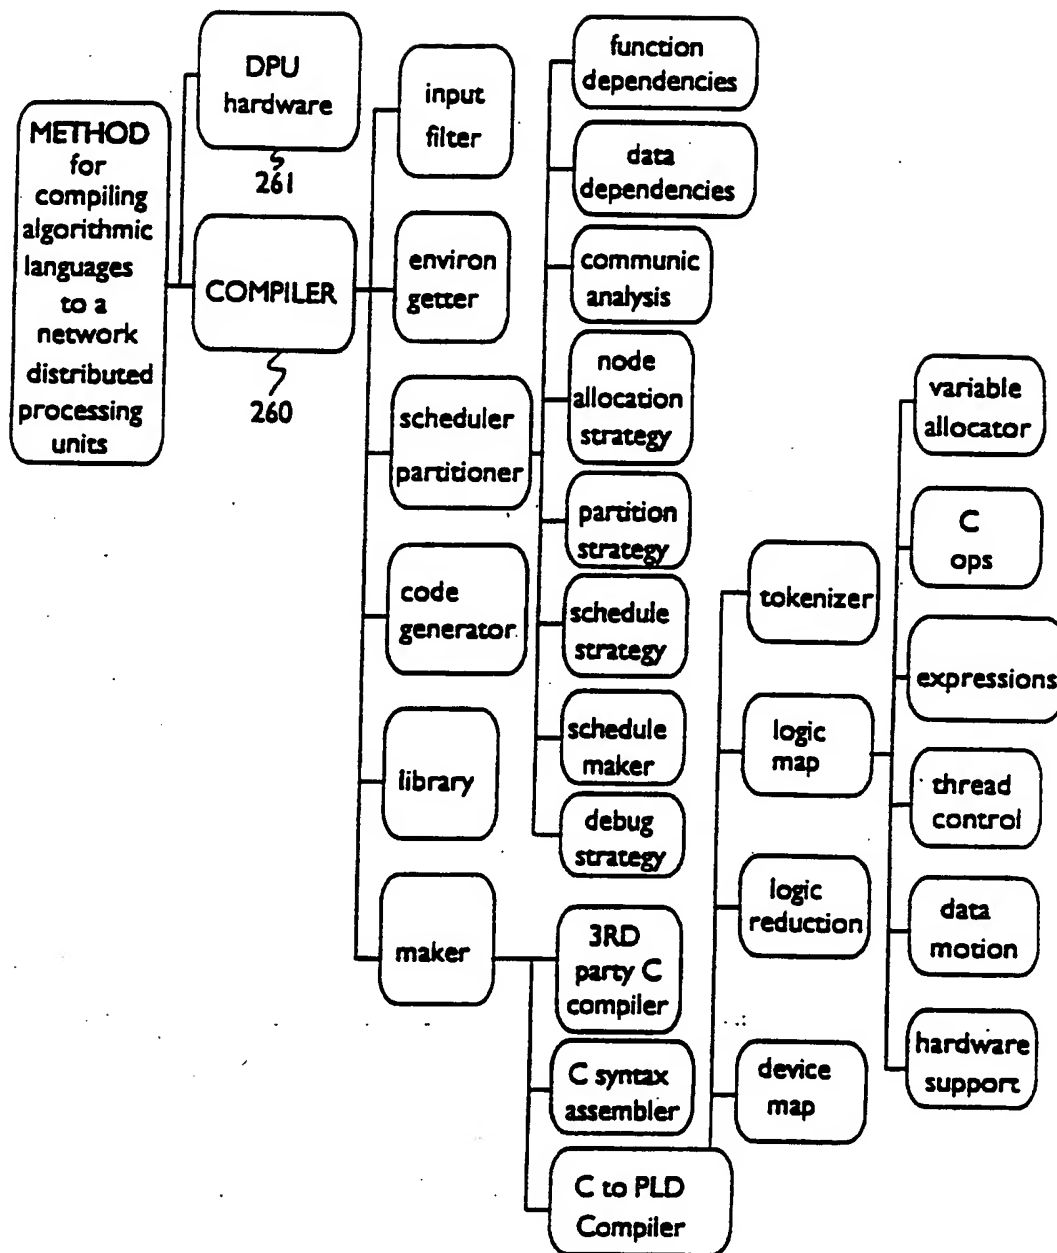 METHOD
for
compiling
algorithmic
languages
to a
network
distributed
processing
units
DPU
hardware
261
COMPILER
260
input
filter
environ
getter
scheduler
partitioner
code
generator
library
maker
function
dependencies
data
dependencies
communic
analysis
node
allocation
strategy
partition
strategy
schedule
strategy
schedule
maker
debug
strategy
3RD
party C
compiler
C syntax
assembler
C to PLD
Compiler
tokenizer
logic
map
logic
reduction
device
map
variable
allocator
C
ops
expressions
thread
control
data
motion
hardware
support